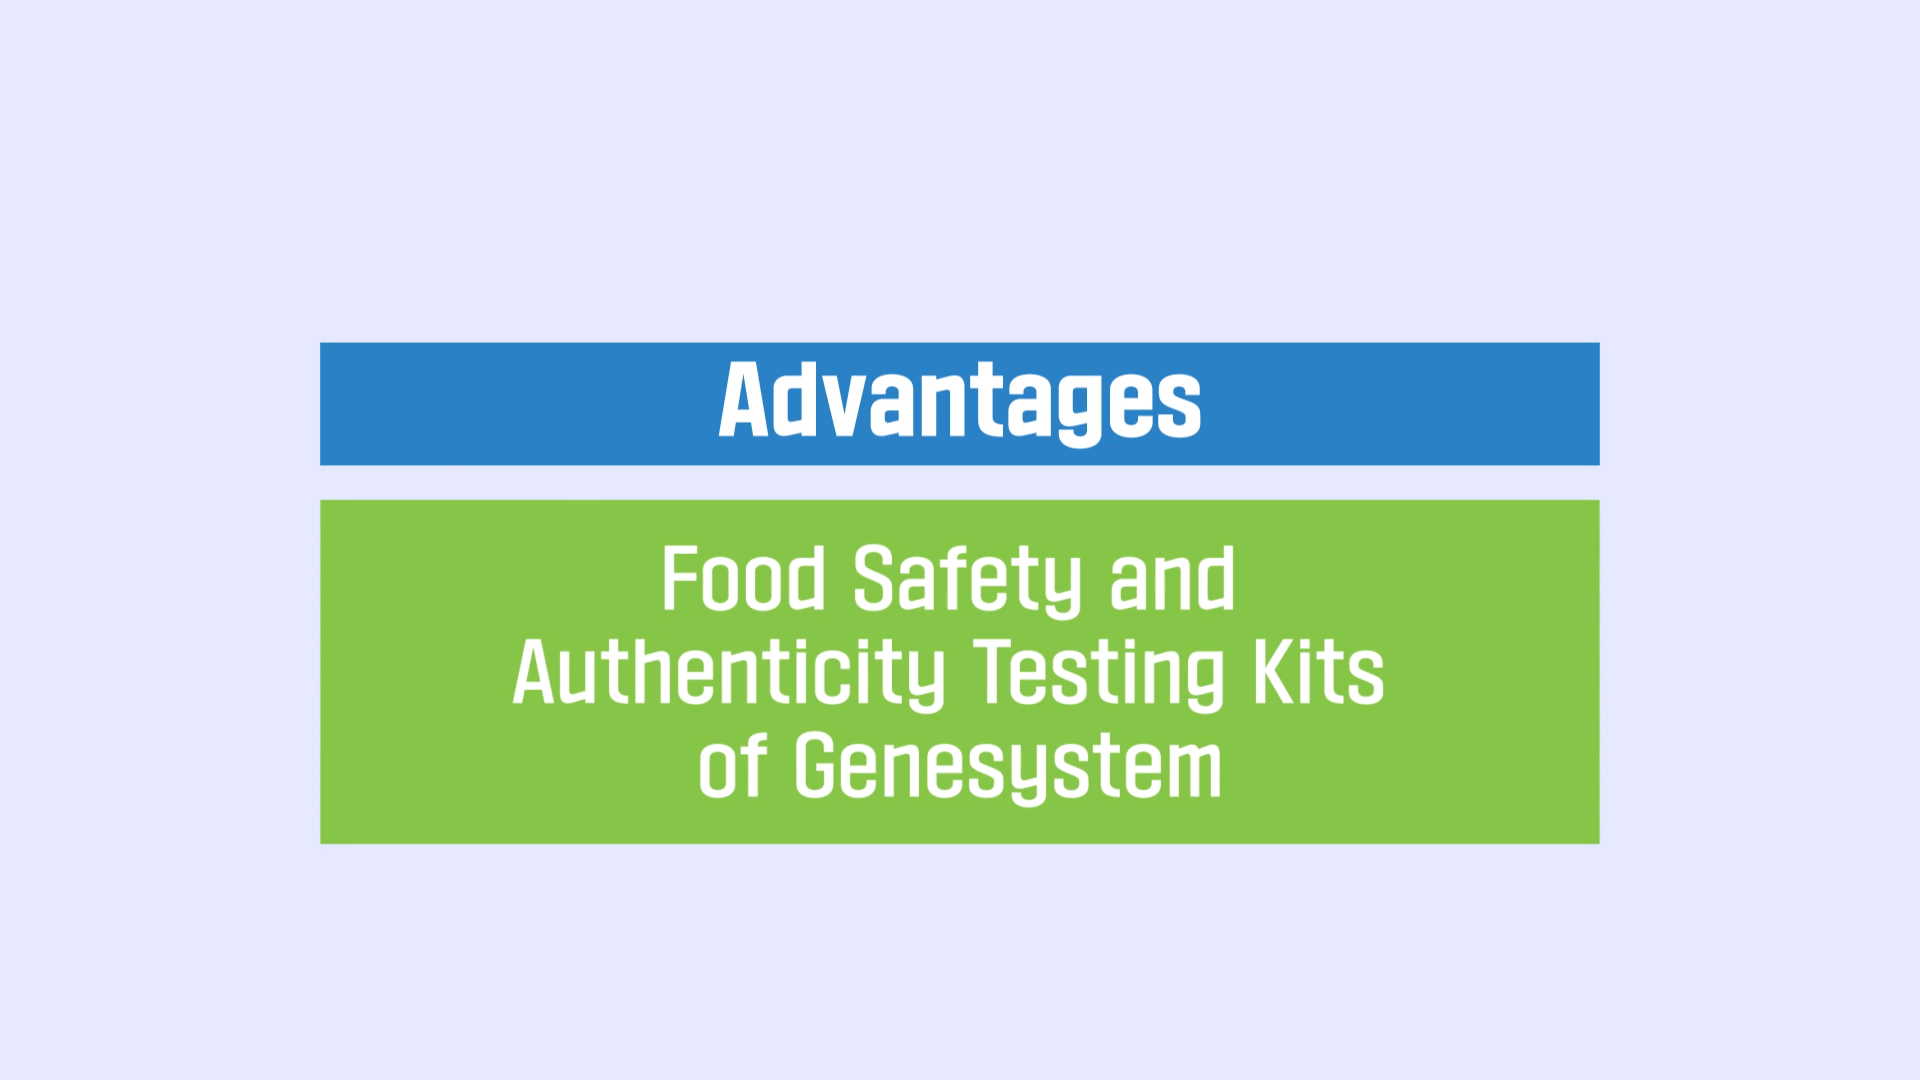 Advantages
Food Safety and
Authenticity Testing Kits
of Genesystem